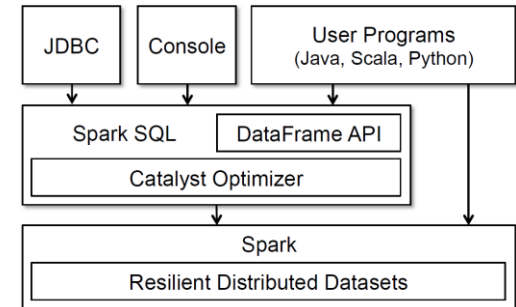 JDBC
Console
User Programs
(Java, Scala, Python)
Spark SQL
DataFrame API
Catalyst Optimizer
Spark
Resilient Distributed Datasets